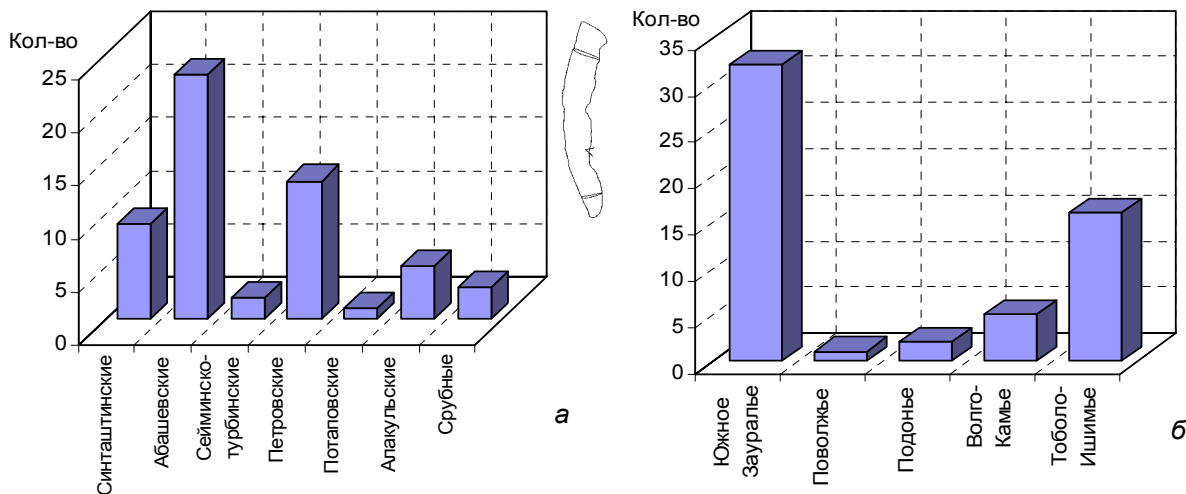 Кол-во
25
20
15
10
5
0
Синташтинские
Абашевские
Сейминско-
турбинские
Петровские
Потаповские
Алакульские
Срубные
а
Кол-во
35
30
25
20
15
10
5
0
Южное
Зауралье
Поволжье
Подонье
Волго-
Камье
Тоболо-
Ишимье
б